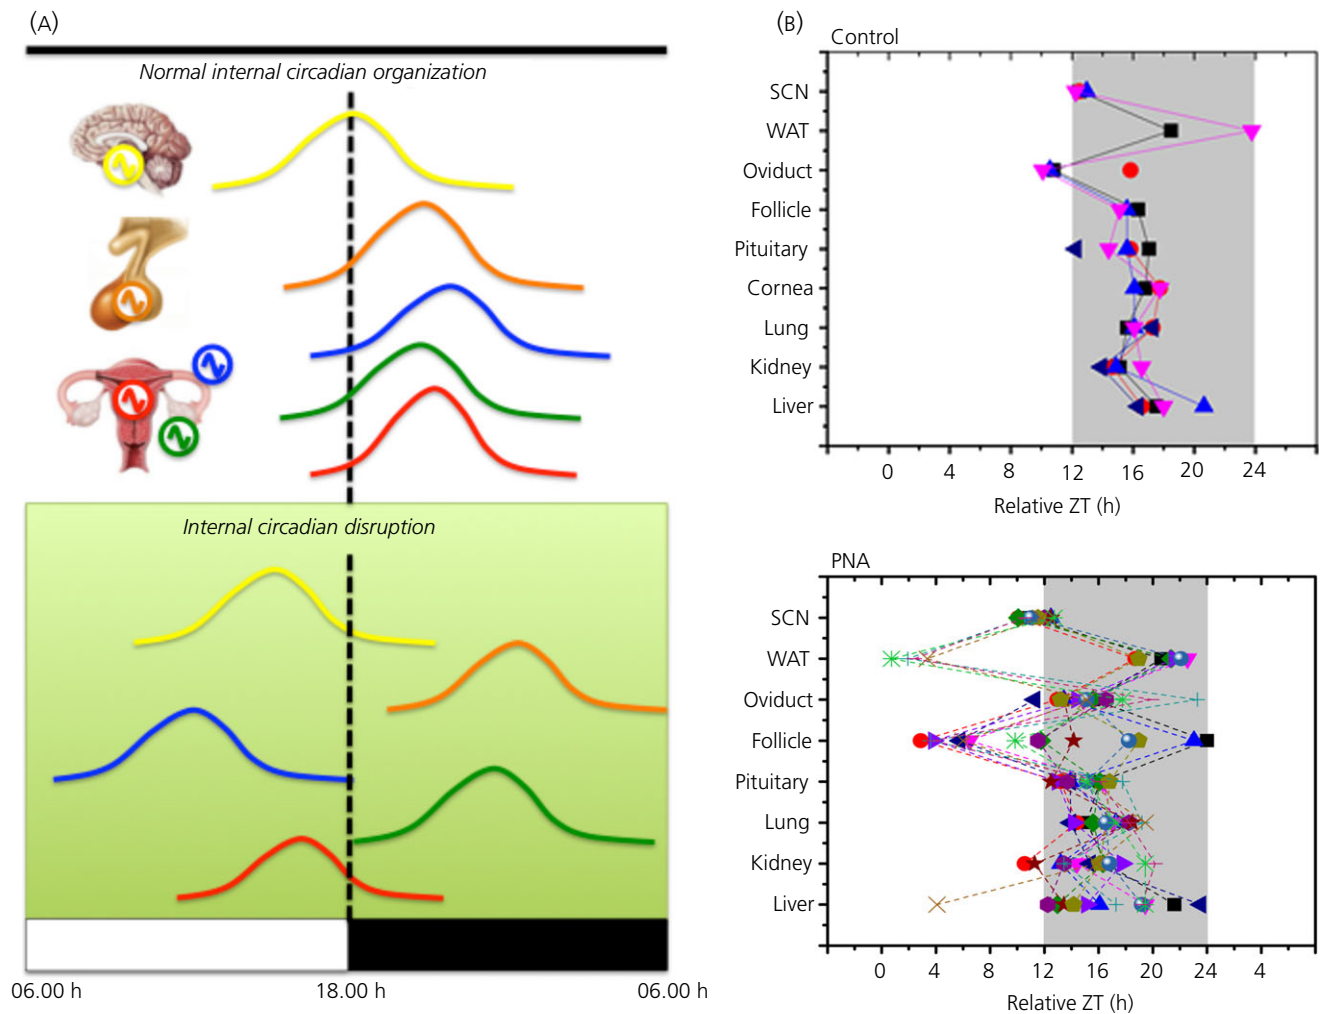 (A)
Normal internal circadian organization
Internal circadian disruption
06.00 h 18.00 h 06.00 h
(B)
Control
SCN
WAT
Oviduct
Follicle
Pituitary
Cornea
Lung
Kidney
Liver
0 4 8 12 16 20 24
Relative ZT (h)
PNA
SCN
WAT
Oviduct
Follicle
Pituitary
Lung
Kidney
Liver
0 4 8 12 16 20 24 4
Relative ZT (h)